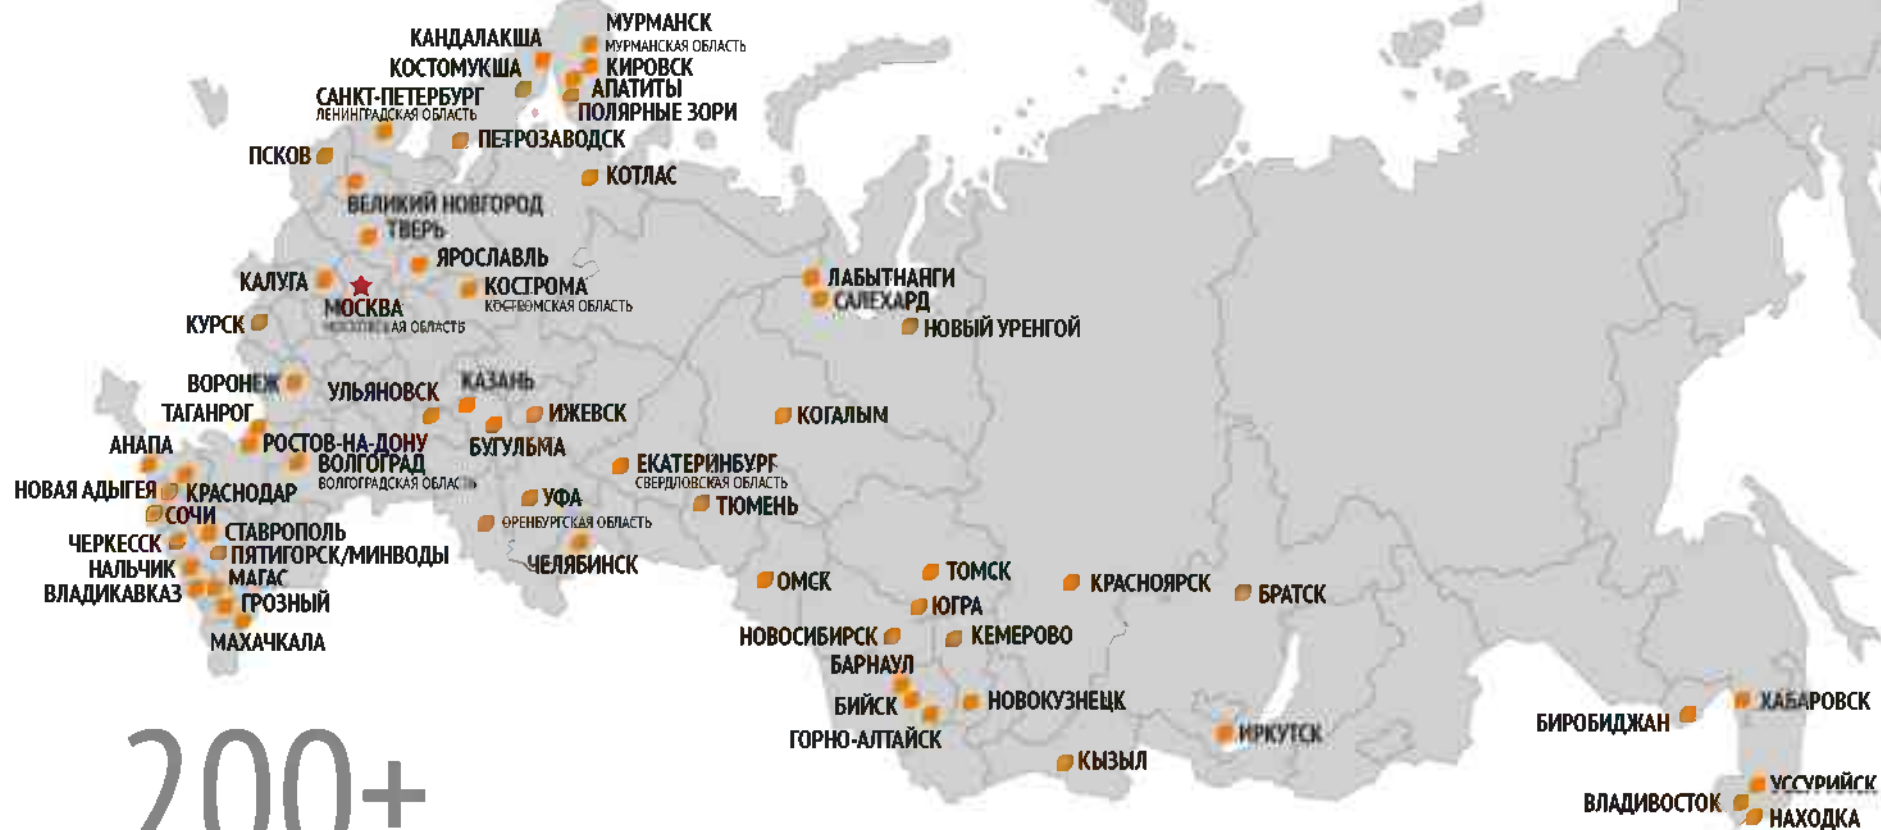 МУРМАНСК
МУРМАНСКАЯ ОБЛАСТЬ
КАНДАЛАКША
КОСТОМУКША
КИРОВСК
АПАТИТЫ
ПОЛЯРНЫЕ ЗОРИ
САНКТ-ПЕТЕРБУРГ
ЛЕНИНГРАДСКАЯ ОБЛАСТЬ
ПЕТРОЗАВОДСК
ПСКОВ
КОТЛАС
ВЕЛИКИЙ НОВГОРОД
ТВЕРЬ
ЯРОСЛАВЛЬ
КАЛУГА
КОСТРОМА
КОСТРОМСКАЯ ОБЛАСТЬ
МОСКВА
МОСКОВСКАЯ ОБЛАСТЬ
КУРСК
ЛАБЫТНАНГИ
САЛЕХАРД
НОВЫЙ УРЕНГОЙ
ВОРОНЕЖ
УЛЬЯНОВСК
КАЗАНЬ
ИЖЕВСК
КОГАЛЫМ
ТАГАНРОГ
РОСТОВ-НА-ДОНУ
БУГУЛЬМА
АНАПА
ВОЛГОГРАД
ВОЛГОГРАДСКАЯ ОБЛАСТЬ
ЕКАТЕРИНБУРГ
СВЕРДЛОВСКАЯ ОБЛАСТЬ
НОВАЯ АДЫГЕЯ
КРАСНОДАР
УФА
ТЮМЕНЬ
СОЧИ
ОРЕНБУРГСКАЯ ОБЛАСТЬ
СТАВРОПОЛЬ
ЧЕРКЕССК
ПЯТИГОРСК/МИНВОДЫ
ЧЕЛЯБИНСК
НАЛЬЧИК
МАГАС
ВЛАДИКАВКАЗ
ГРОЗНЫЙ
МАХАЧКАЛА
ОМСК
ТОМСК
КРАСНОЯРСК
БРАТСК
ЮГРА
НОВОСИБИРСК
КЕМЕРОВО
БАРНАУЛ
БИЙСК
НОВОКУЗНЕЦК
ГОРНО-АЛТАЙСК
ИРКУТСК
КЫЗЫЛ
ХАБАРОВСК
БИРОБИДЖАН
УССУРИЙСК
ВЛАДИВОСТОК
НАХОДКА
200+